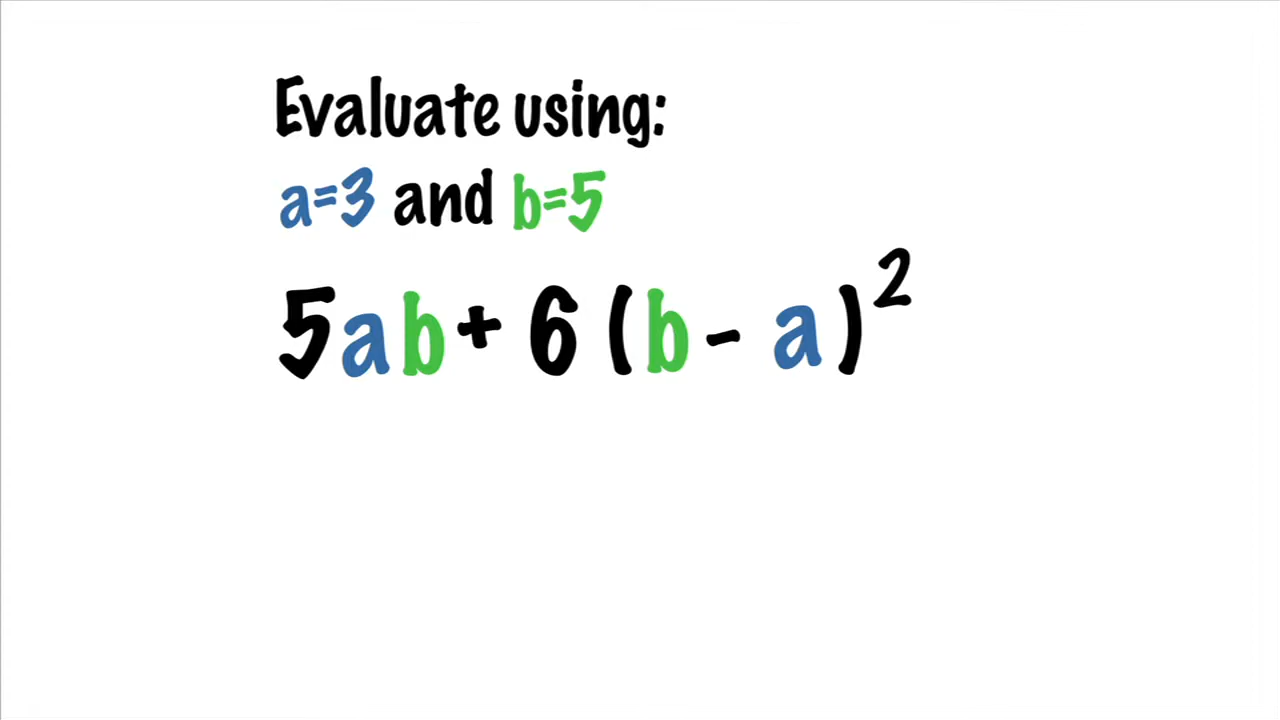 Evaluate using:
a=3 and b=5
5ab+ 6 (b - a)²